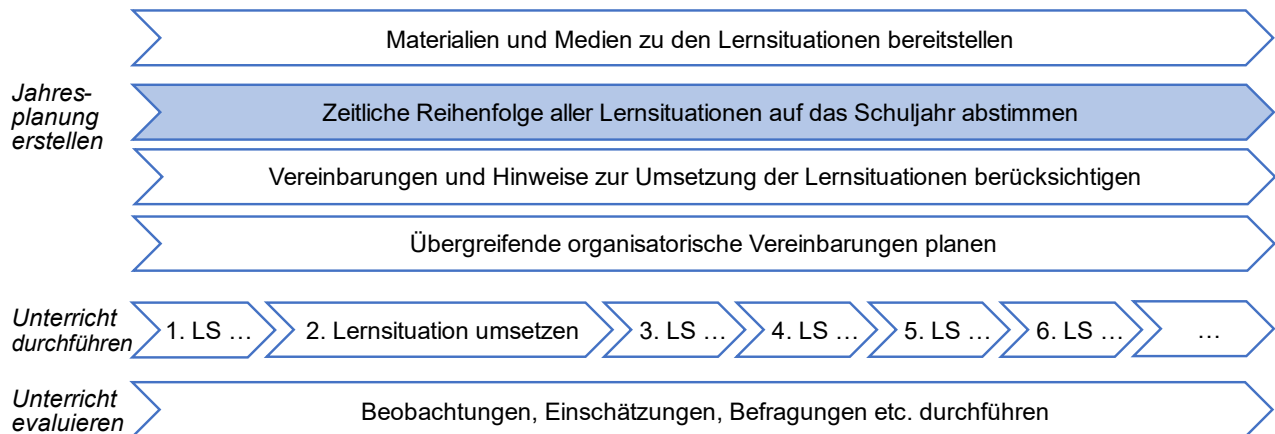 Materialien und Medien zu den Lernsituationen bereitstellen
Jahres-
planung
erstellen
Zeitliche Reihenfolge aller Lernsituationen auf das Schuljahr abstimmen
Vereinbarungen und Hinweise zur Umsetzung der Lernsituationen berücksichtigen
Übergreifende organisatorische Vereinbarungen planen
Unterricht
durchführen
1. LS …
2. Lernsituation umsetzen
3. LS …
4. LS …
5. LS …
6. LS …
…
Unterricht
evaluieren
Beobachtungen, Einschätzungen, Befragungen etc. durchführen